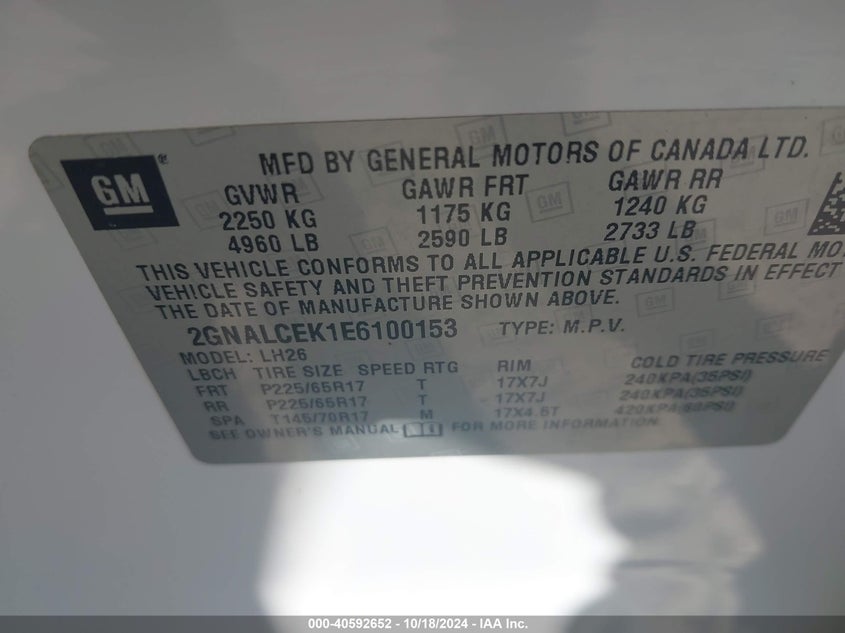 GM ® MFD BY GENERAL MOTORS OF CANADA LTD.
GVWR GAWR FRT GAWR RR
2250 KG 1175 KG 1240 KG
4960 LB 2590 LB 2733 LB
THIS VEHICLE CONFORMS TO ALL APPLICABLE U.S. FEDERAL MO
VEHICLE SAFETY AND THEFT PREVENTION STANDARDS IN EFFECT
THE DATE OF MANUFACTURE SHOWN ABOVE.
2GNALCEK1E6100153 TYPE: M.P.V.
MODEL: LH26
LBCH TIRE SIZE SPEED RTG RIM COLD TIRE PRESSURE
FRT P225/65R17 T 17X7J 240KPA(35PSI)
RR P225/65R17 T 17X7J 240KPA(35PSI)
SPA T145/70R17 M 17X4.5T 420KPA(60PSI)
SEE OWNER'S MANUAL FOR MORE INFORMATION.
000-40592652 - 10/18/2024 - IAA Inc.